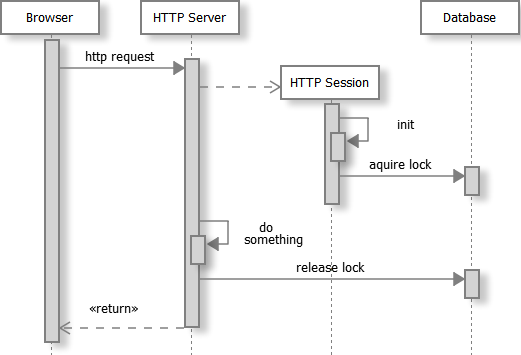 Browser
HTTP Server
Database
http request
HTTP Session
init
aquire lock
do
something
release lock
«return»